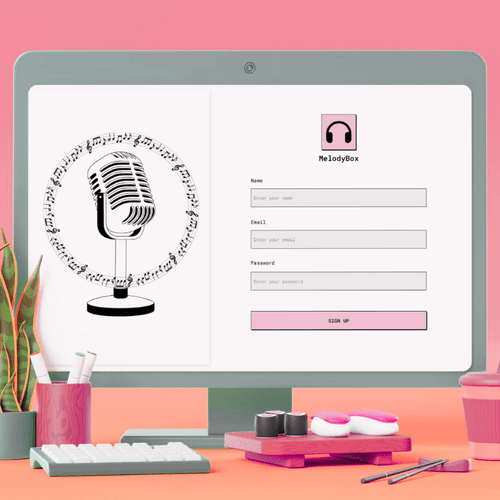 MelodyBox
Name
Enter your name
Email
Enter your email
Password
Enter your password
SIGN UP